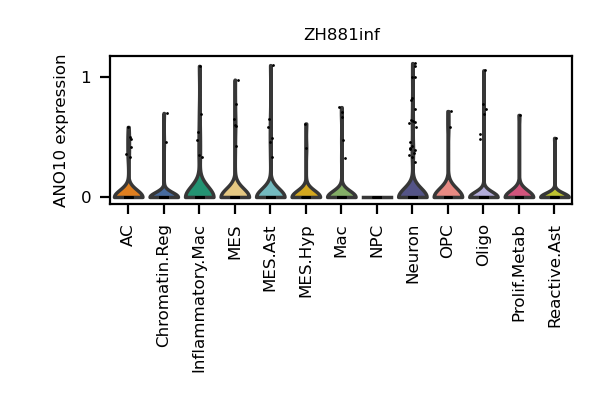 ZH881inf
ANO10 expression
1
0
AC
Chromatin.Reg
Inflammatory.Mac
MES
MES.Ast
MES.Hyp
Mac
NPC
Neuron
OPC
Oligo
Prolif.Metab
Reactive.Ast